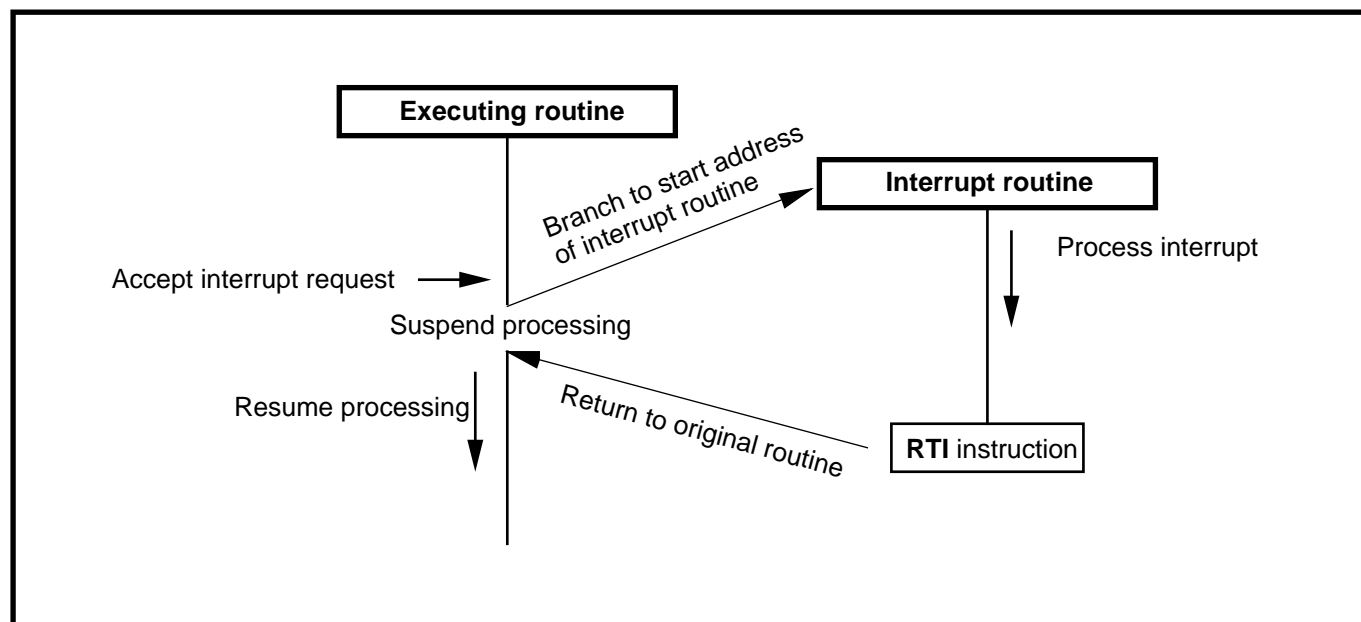 Executing routine
Branch to start address
of interrupt routine
Interrupt routine
Process interrupt
Accept interrupt request
Suspend processing
Resume processing
Return to original routine
RTI instruction